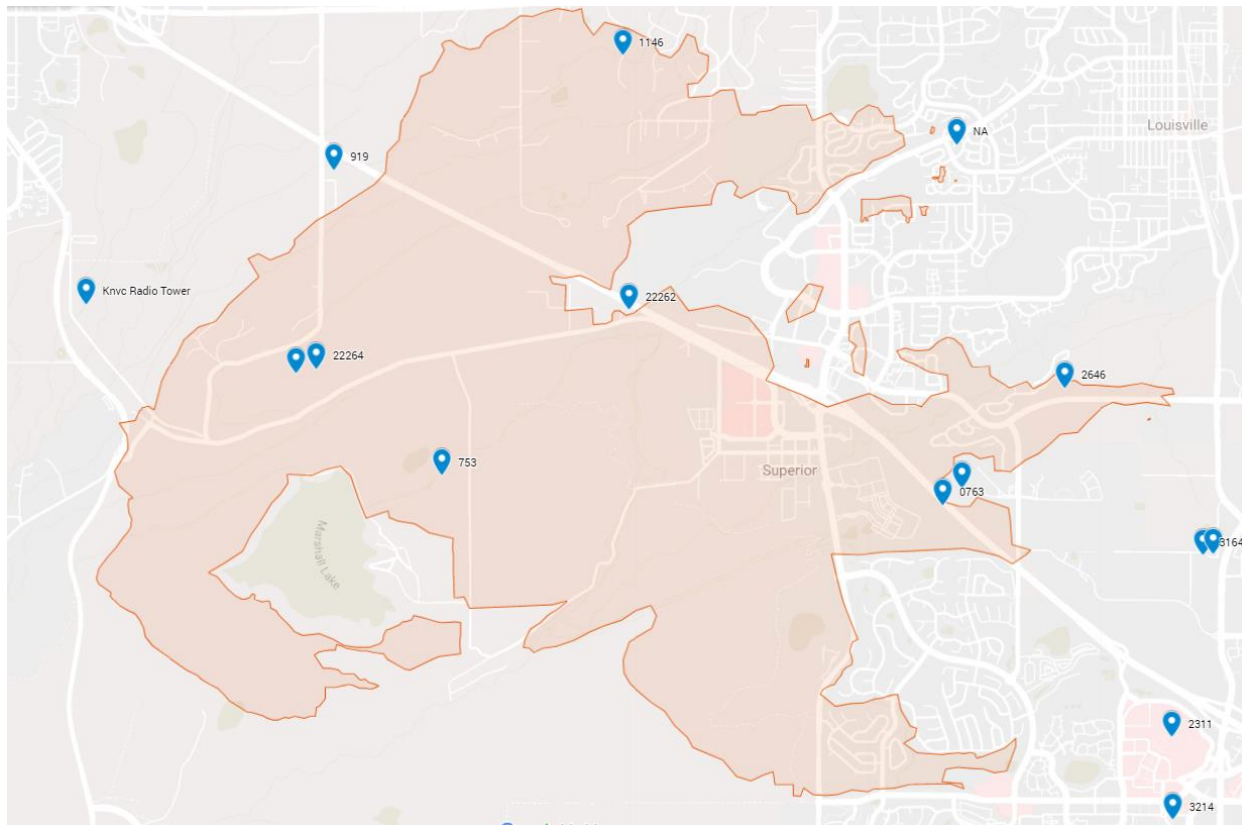 1146
Louisville
NA
919
Knvc Radio Tower
22262
22264
2646
753
Superior
0763
Marshall Lake
3164
2311
3214